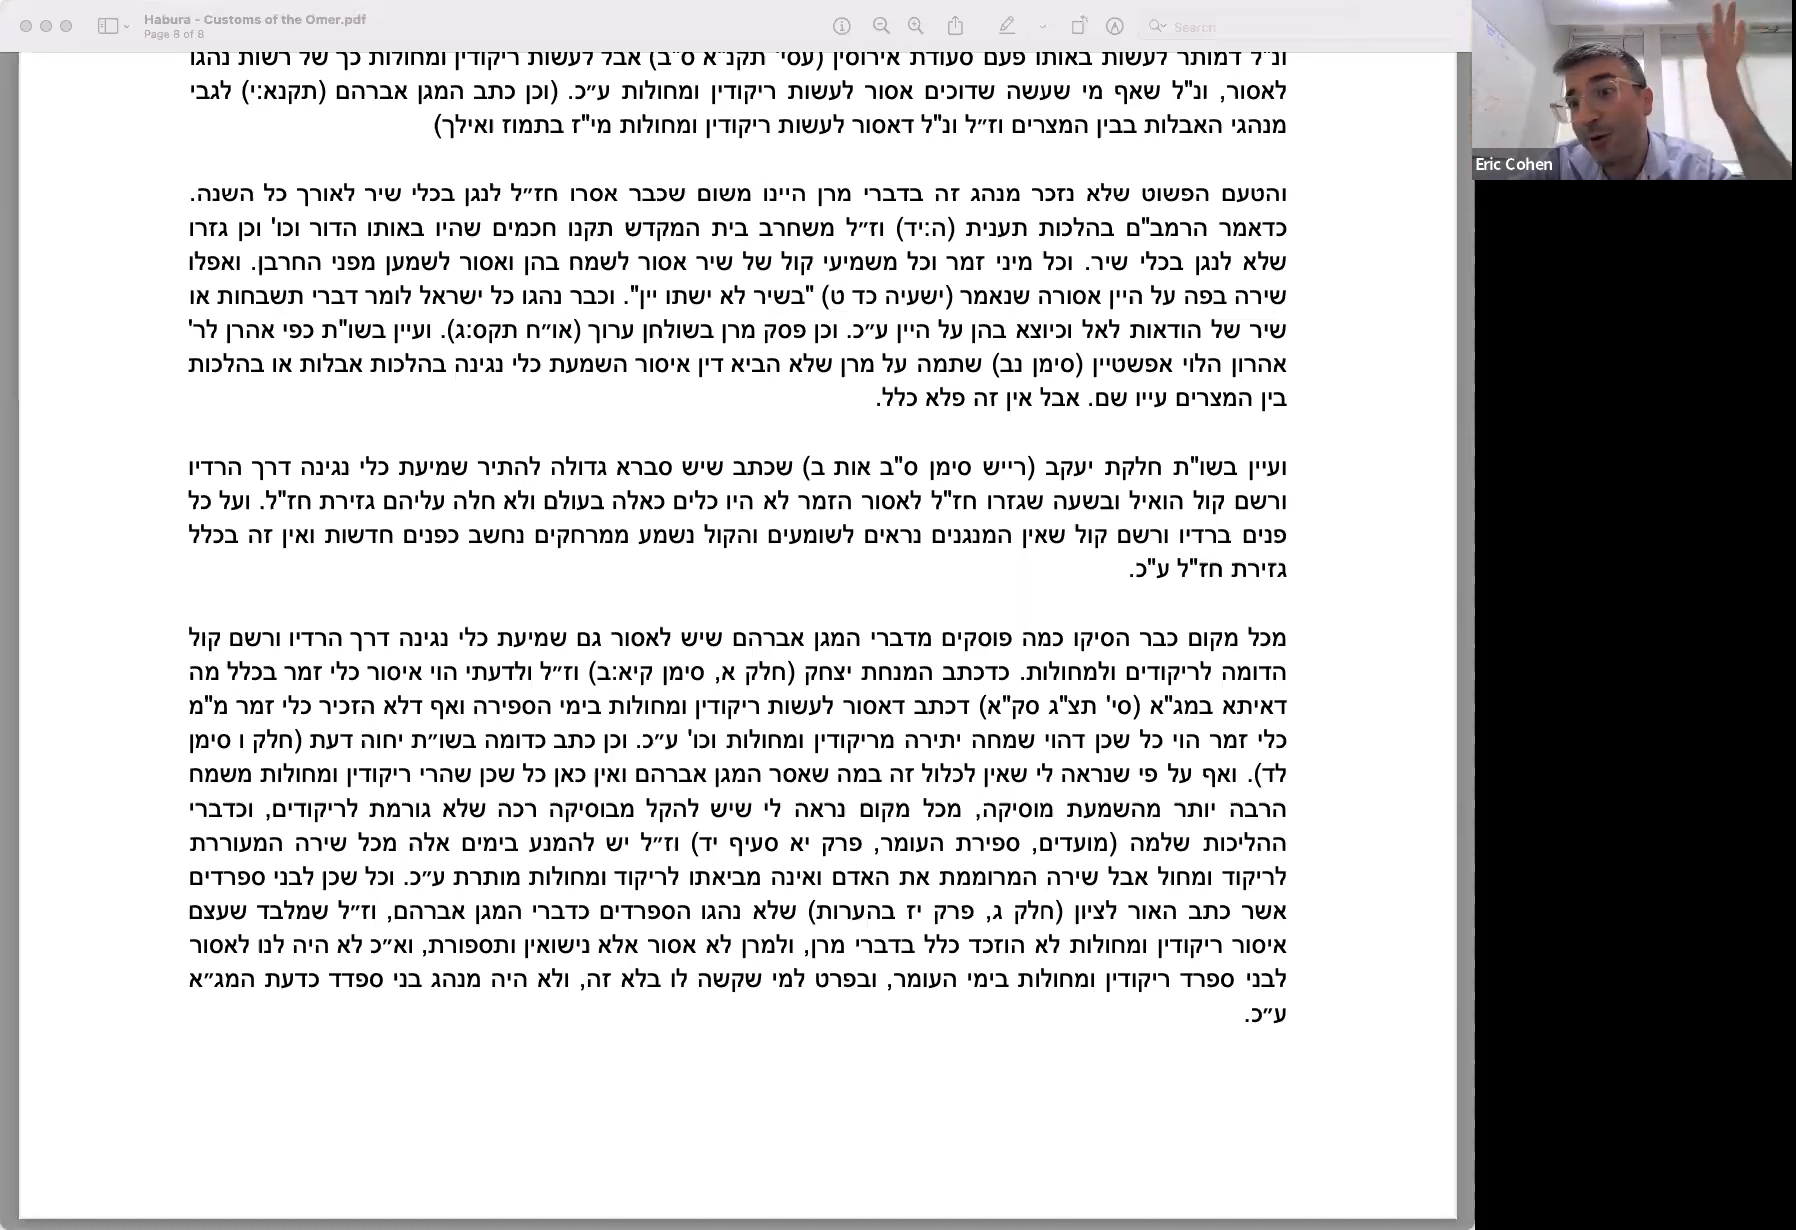 Habura - Customs of the Omer.pdf
Page 8 of 8
Search
Eric Cohen
ונ"ל דמותר לעשות באותו פעם סעודת אירוסין (עסי' תקנ"א ס"ב) אבל לעשות ריקודין ומחולות כך של רשות נהגו
לאסור, ונ"ל שאף מי שעשה שדוכים אסור לעשות ריקודין ומחולות ע״כ. (וכן כתב המגן אברהם (תקנא:י) לגבי
מנהגי האבלות בבין המצרים וז״ל ונ"ל דאסור לעשות ריקודין ומחולות מי"ז בתמוז ואילך)
והטעם הפשוט שלא נזכר מנהג זה בדברי מרן היינו משום שכבר אסרו חז״ל לנגן בכלי שיר לאורך כל השנה.
כדאמר הרמב"ם בהלכות תענית (ה:יד) וז״ל משחרב בית המקדש תקנו חכמים שהיו באותו הדור וכו' וכן גזרו
שלא לנגן בכלי שיר. וכל מיני זמר וכל משמיעי קול של שיר אסור לשמח בהן ואסור לשמען מפני החרבן. ואפלו
שירה בפה על היין אסורה שנאמר (ישעיה כד ט) "בשיר לא ישתו יין". וכבר נהגו כל ישראל לומר דברי תשבחות או
שיר של הודאות לאל וכיוצא בהן על היין ע״כ. וכן פסק מרן בשולחן ערוך (או״ח תקס:ג). ועיין בשו"ת כפי אהרן לר'
אהרון הלוי אפשטיין (סימן נב) שתמה על מרן שלא הביא דין איסור השמעת כלי נגינה בהלכות אבלות או בהלכות
בין המצרים עייו שם. אבל אין זה פלא כלל.
ועיין בשו"ת חלקת יעקב (רייש סימן ס"ב אות ב) שכתב שיש סברא גדולה להתיר שמיעת כלי נגינה דרך הרדיו
ורשם קול הואיל ובשעה שגזרו חז"ל לאסור הזמר לא היו כלים כאלה בעולם ולא חלה עליהם גזירת חז"ל. ועל כל
פנים ברדיו ורשם קול שאין המנגנים נראים לשומעים והקול נשמע ממרחקים נחשב כפנים חדשות ואין זה בכלל
גזירת חז"ל ע"כ.
מכל מקום כבר הסיקו כמה פוסקים מדברי המגן אברהם שיש לאסור גם שמיעת כלי נגינה דרך הרדיו ורשם קול
הדומה לריקודים ולמחולות. כדכתב המנחת יצחק (חלק א, סימן קיא:ב) וז״ל ולדעתי הוי איסור כלי זמר בכלל מה
דאיתא במג"א (סי' תצ"ג סק"א) דכתב דאסור לעשות ריקודין ומחולות בימי הספירה ואף דלא הזכיר כלי זמר מ"מ
כלי זמר הוי כל שכן דהוי שמחה יתירה מריקודין ומחולות וכו' ע״כ. וכן כתב כדומה בשו״ת יחוה דעת (חלק ו סימן
לד). ואף על פי שנראה לי שאין לכלול זה במה שאסר המגן אברהם ואין כאן כל שכן שהרי ריקודין ומחולות משמח
הרבה יותר מהשמעת מוסיקה, מכל מקום נראה לי שיש להקל מבוסיקה רכה שלא גורמת לריקודים, וכדברי
ההליכות שלמה (מועדים, ספירת העומר, פרק יא סעיף יד) וז״ל יש להמנע בימים אלה מכל שירה המעוררת
לריקוד ומחול אבל שירה המרוממת את האדם ואינה מביאתו לריקוד ומחולות מותרת ע״כ. וכל שכן לבני ספרדים
אשר כתב האור לציון (חלק ג, פרק יז בהערות) שלא נהגו הספרדים כדברי המגן אברהם, וז״ל שמלבד שעצם
איסור ריקודין ומחולות לא הוזכד כלל בדברי מרן, ולמרן לא אסור אלא נישואין ותספורת, וא״כ לא היה לנו לאסור
לבני ספרד ריקודין ומחולות בימי העומר, ובפרט למי שקשה לו בלא זה, ולא היה מנהג בני ספדד כדעת המג״א
ע״כ.